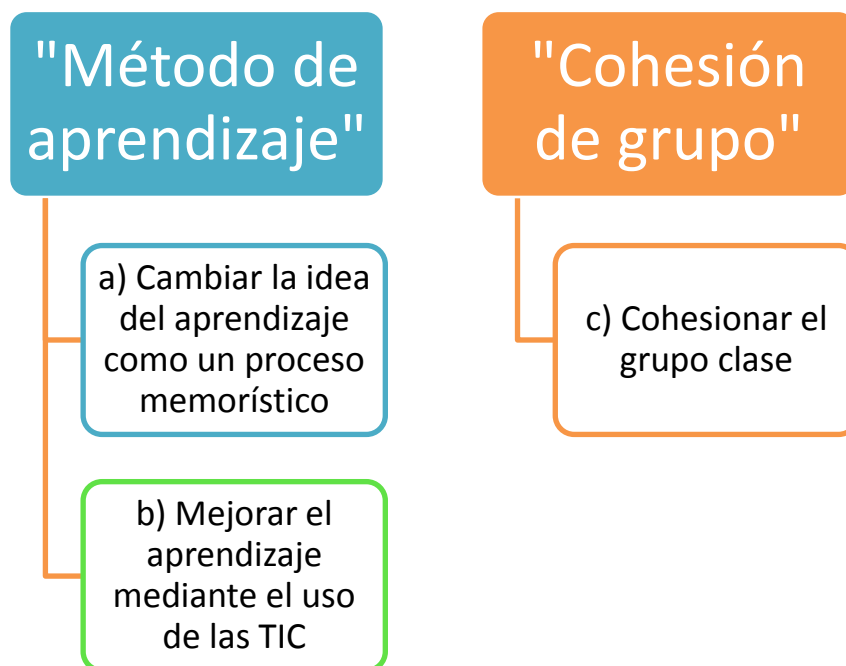 "Método de
aprendizaje"
a) Cambiar la idea
del aprendizaje
como un proceso
memorístico
b) Mejorar el
aprendizaje
mediante el uso
de las TIC
"Cohesión
de grupo"
c) Cohesionar el
grupo clase